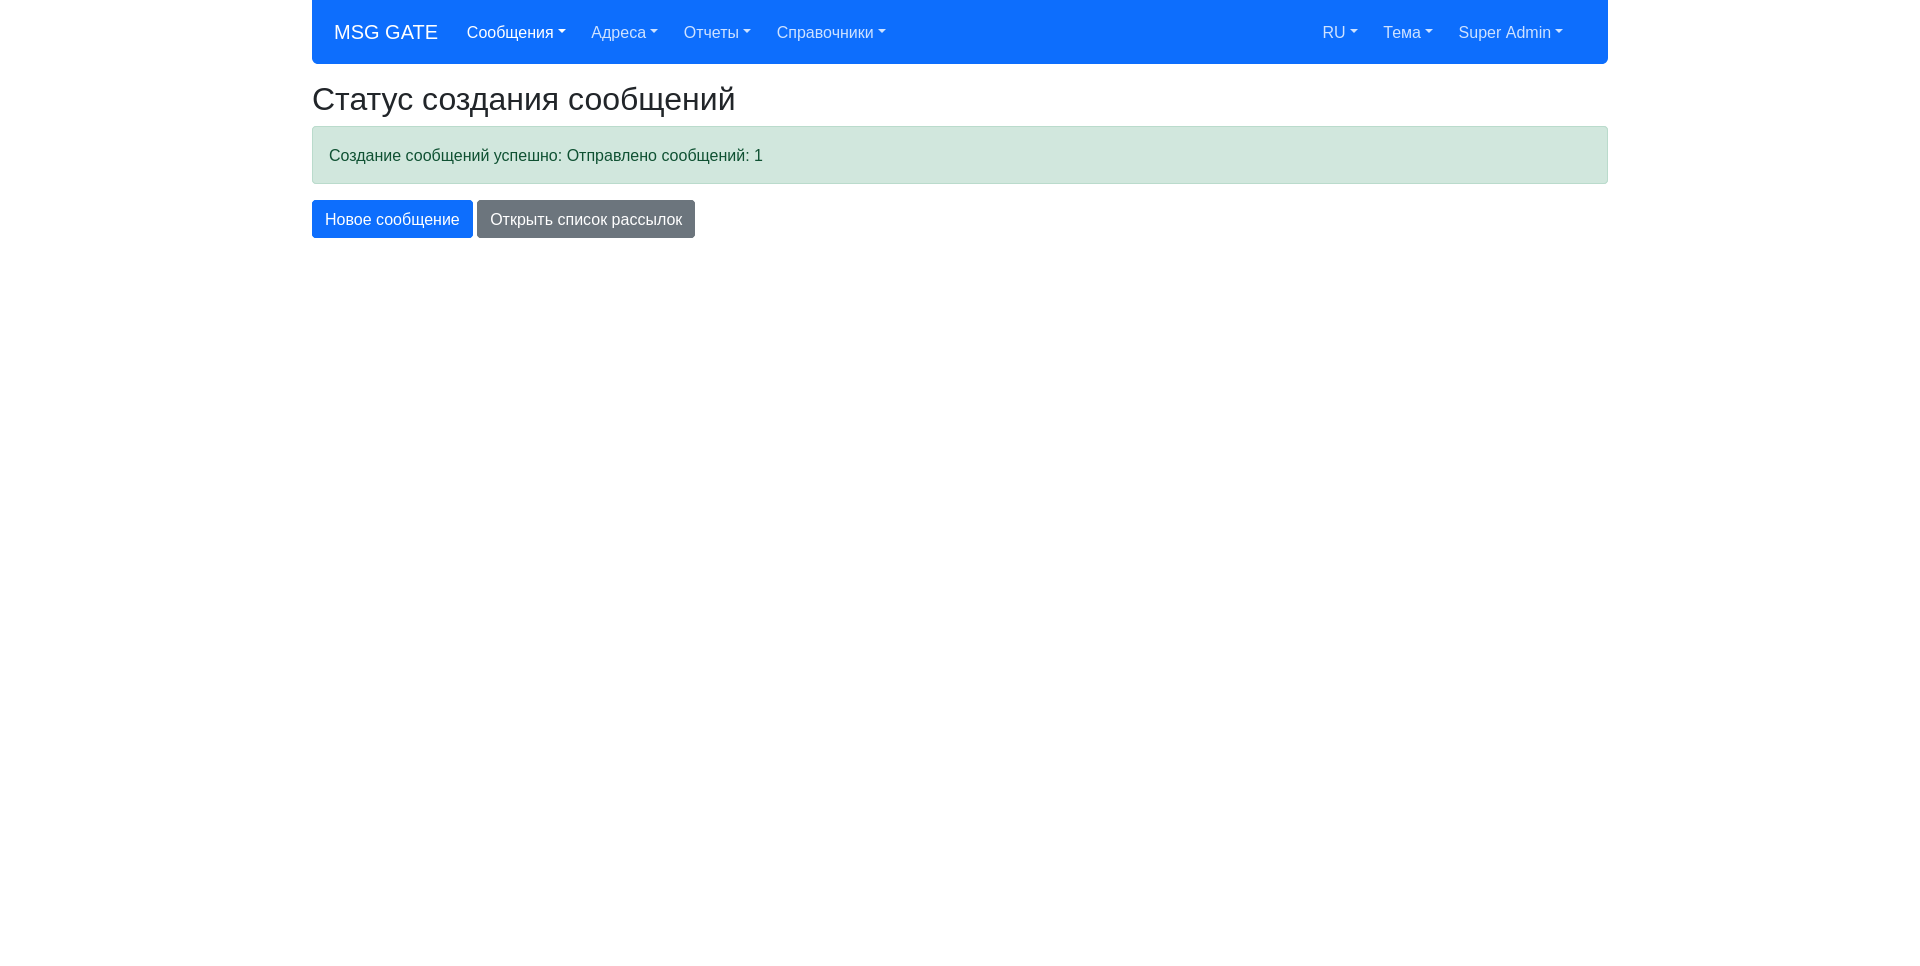 MSG GATE Сообщения Адреса Отчеты Справочники RU Тема Super Admin
Статус создания сообщений
Создание сообщений успешно: Отправлено сообщений: 1
Новое сообщение Открыть список рассылок